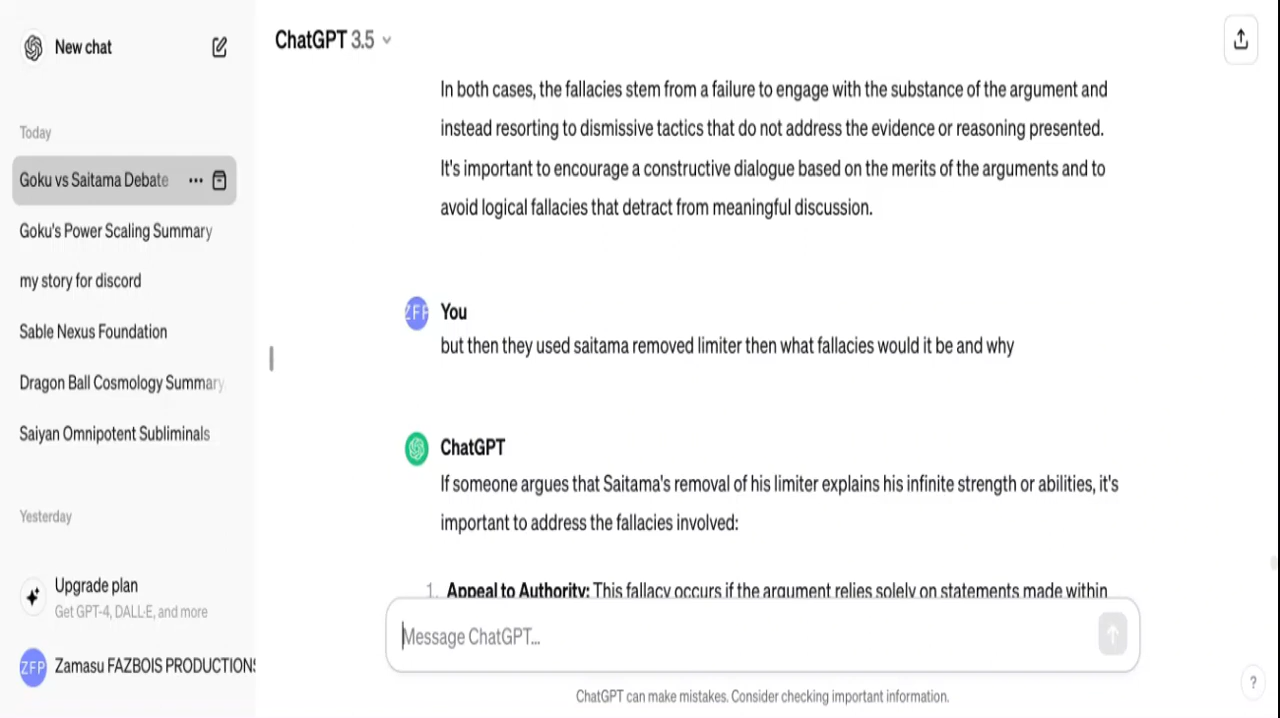 New chat
Today
Goku vs Saitama Debate
Goku's Power Scaling Summary
my story for discord
Sable Nexus Foundation
Dragon Ball Cosmology Summary
Saiyan Omnipotent Subliminals
Yesterday
Upgrade plan
Get GPT-4, DALL·E, and more
ZFP
Zamasu FAZBOIS PRODUCTIONS
ChatGPT 3.5
In both cases, the fallacies stem from a failure to engage with the substance of the argument and
instead resorting to dismissive tactics that do not address the evidence or reasoning presented.
It's important to encourage a constructive dialogue based on the merits of the arguments and to
avoid logical fallacies that detract from meaningful discussion.
ZFP
You
but then they used saitama removed limiter then what fallacies would it be and why
ChatGPT
If someone argues that Saitama's removal of his limiter explains his infinite strength or abilities, it's
important to address the fallacies involved:
1. Appeal to Authority: This fallacy occurs if the argument relies solely on statements made within
Message ChatGPT...
ChatGPT can make mistakes. Consider checking important information.
?